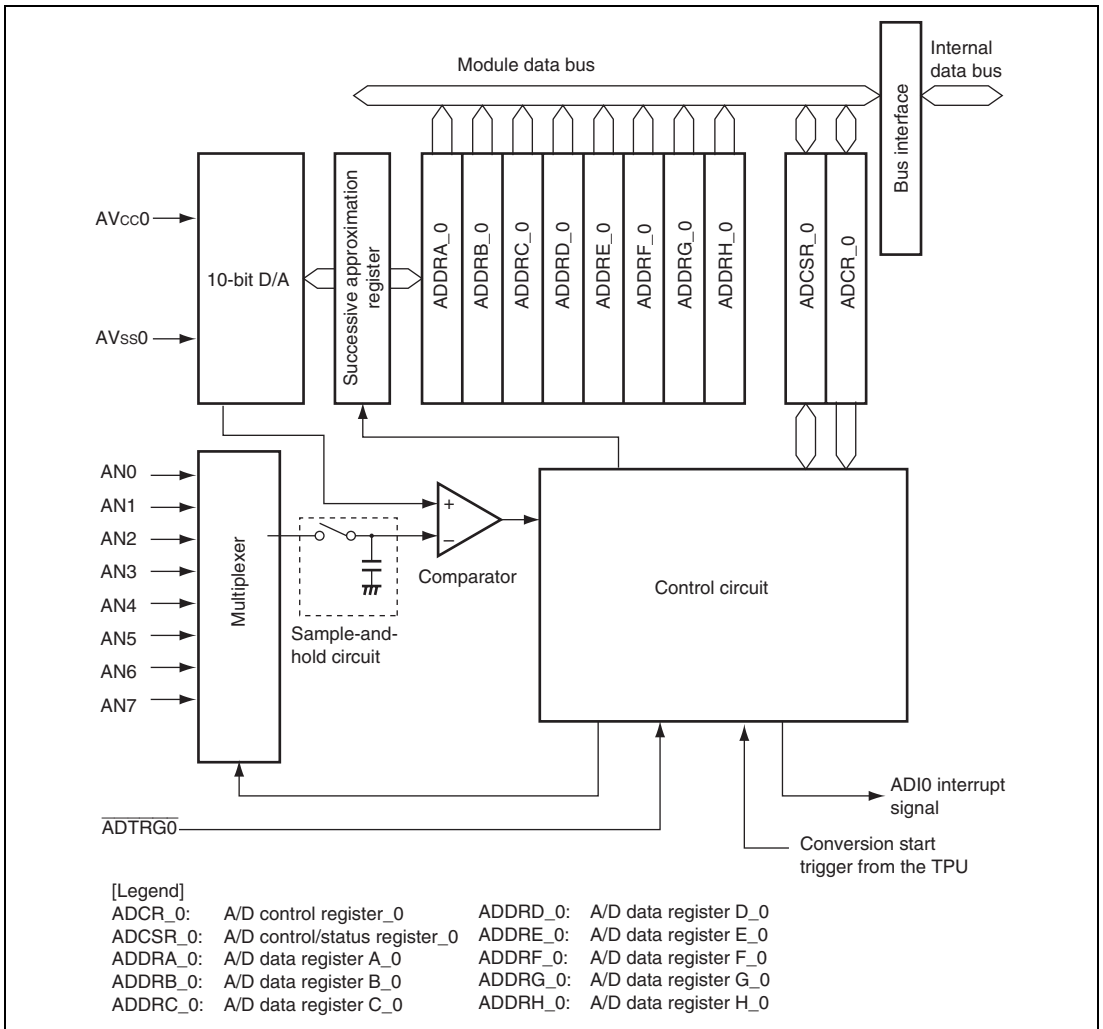 Module data bus
Internal
data bus
Bus interface
AVcc0
AVss0
10-bit D/A
Successive approximation
register
ADDRA_0
ADDRB_0
ADDRC_0
ADDRD_0
ADDRE_0
ADDRF_0
ADDRG_0
ADDRH_0
ADCSR_0
ADCR_0
AN0
AN1
AN2
AN3
AN4
AN5
AN6
AN7
Multiplexer
+
–
Comparator
Sample-and-
hold circuit
Control circuit
ADI0 interrupt
signal
ADTRG0
Conversion start
trigger from the TPU
[Legend]
ADCR_0: A/D control register_0
ADCSR_0: A/D control/status register_0
ADDRA_0: A/D data register A_0
ADDRB_0: A/D data register B_0
ADDRC_0: A/D data register C_0
ADDRD_0: A/D data register D_0
ADDRE_0: A/D data register E_0
ADDRF_0: A/D data register F_0
ADDRG_0: A/D data register G_0
ADDRH_0: A/D data register H_0